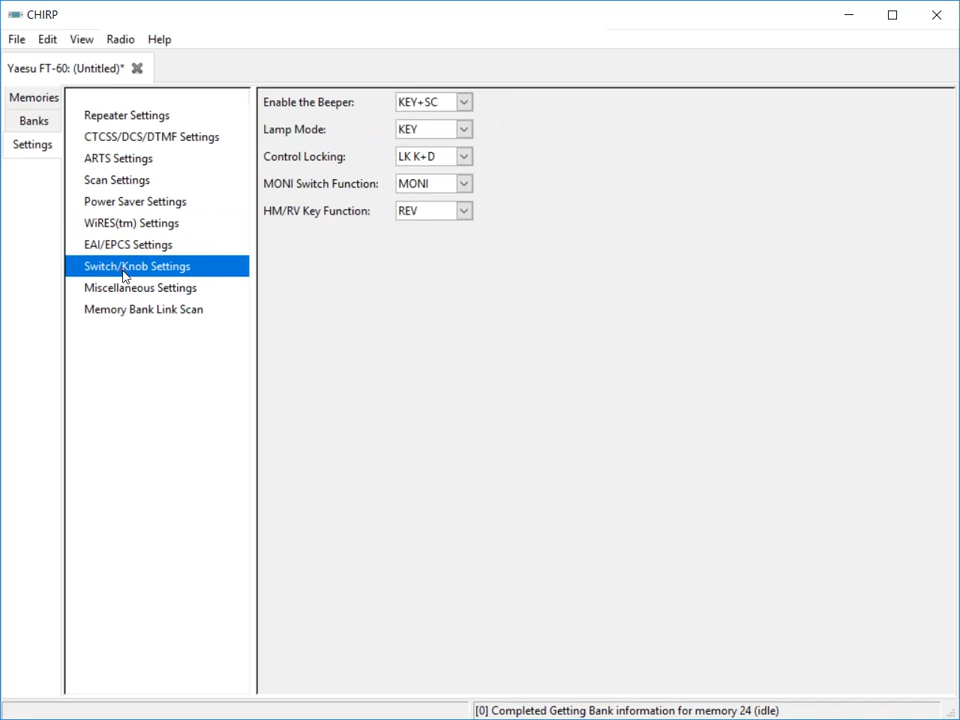 CHIRP
File Edit View Radio Help
Yaesu FT-60: (Untitled)*
Memories
Banks
Settings
Repeater Settings
CTCSS/DCS/DTMF Settings
ARTS Settings
Scan Settings
Power Saver Settings
WiRES(tm) Settings
EAI/EPCS Settings
Switch/Knob Settings
Miscellaneous Settings
Memory Bank Link Scan
Enable the Beeper: KEY+SC
Lamp Mode: KEY
Control Locking: LK K+D
MONI Switch Function: MONI
HM/RV Key Function: REV
[0] Completed Getting Bank information for memory 24 (idle)